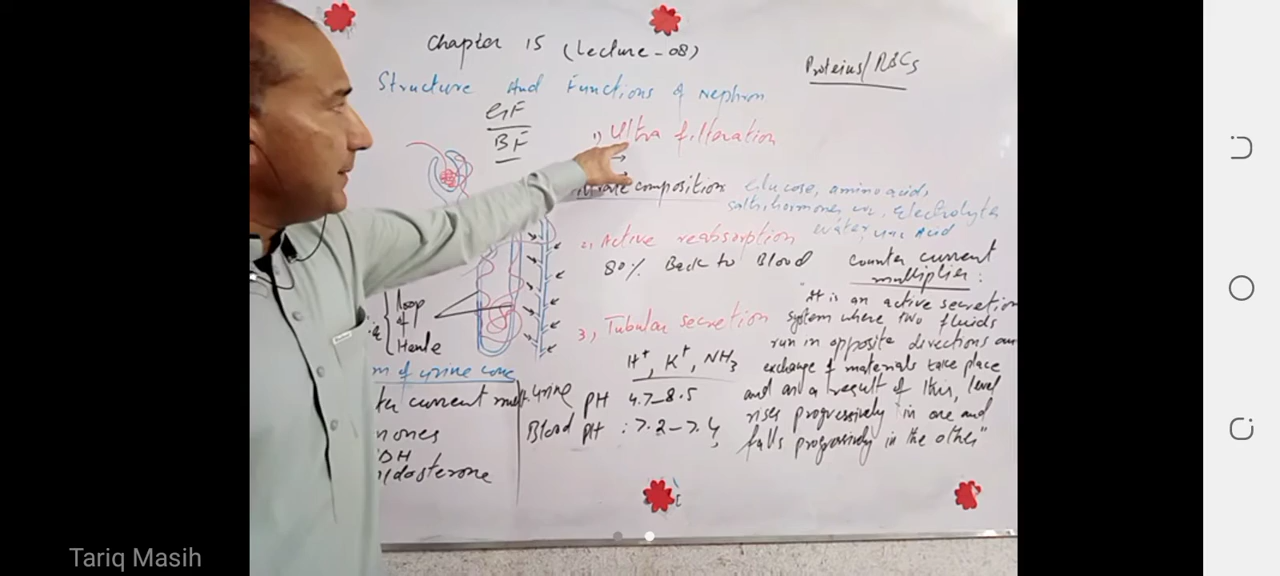 Chapter 15 (Lecture - 08)
Proteins/RBCs
Structure And Functions of Nephron
GF
BF
1) Ultra filteration
composition Glucose, amino acids,
salts, hormones, electrolytes
water, uric Acid
2, Active reabsorption
80% Back to Blood
Counter current
multiplier:
"It is an active secretion
system where two fluids
run in opposite directions an
exchange of materials take place
and as a result of this, level
rises progressively in one and
falls progressively in the other"
3, Tubular secretion
H+, K+, NH3
Urine pH 4.7-8.5
Blood pH : 7.2-7.4
Loop
of
Henle
m of urine conc
ter current mult.
mones
DH
ldosterone
Tariq Masih